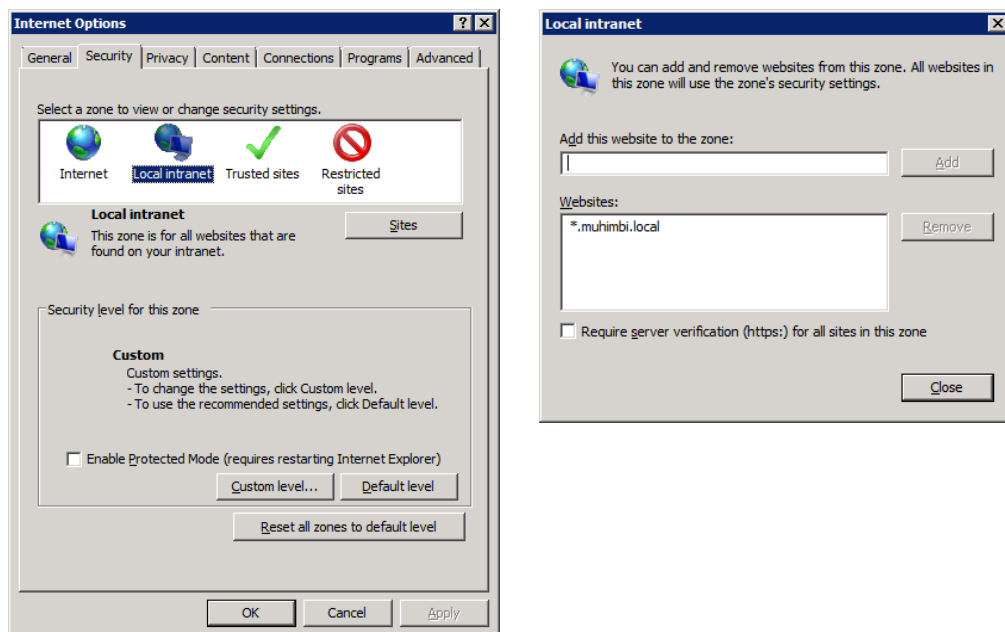 Internet Options
General Security Privacy Content Connections Programs Advanced
Select a zone to view or change security settings.
Internet Local intranet Trusted sites Restricted
sites
Local intranet
This zone is for all websites that are
found on your intranet.
Sites
Security level for this zone
Custom
Custom settings.
- To change the settings, click Custom level.
- To use the recommended settings, click Default level.
Enable Protected Mode (requires restarting Internet Explorer)
Custom level... Default level
Reset all zones to default level
OK Cancel Apply
Local intranet
You can add and remove websites from this zone. All websites in
this zone will use the zone's security settings.
Add this website to the zone:
Add
Websites:
*.muhimbi.local
Remove
Require server verification (https:) for all sites in this zone
Close